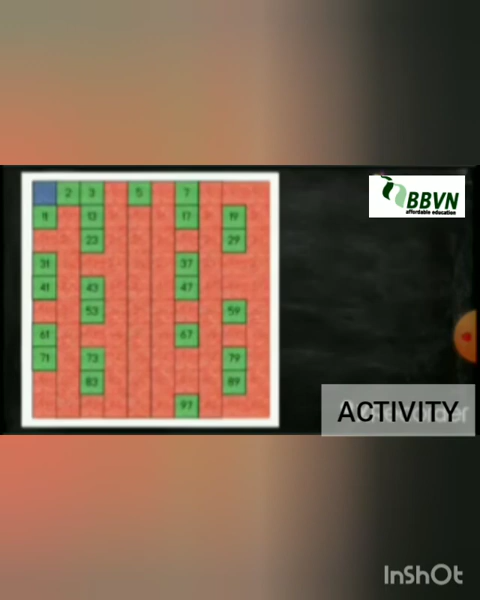 BBVN
affordable education
2 3 5 7
11 13 17 19
23 29
31 37
41 43 47
53 59
61 67
71 73 79
83 89
97
ACTIVITY
InShOt